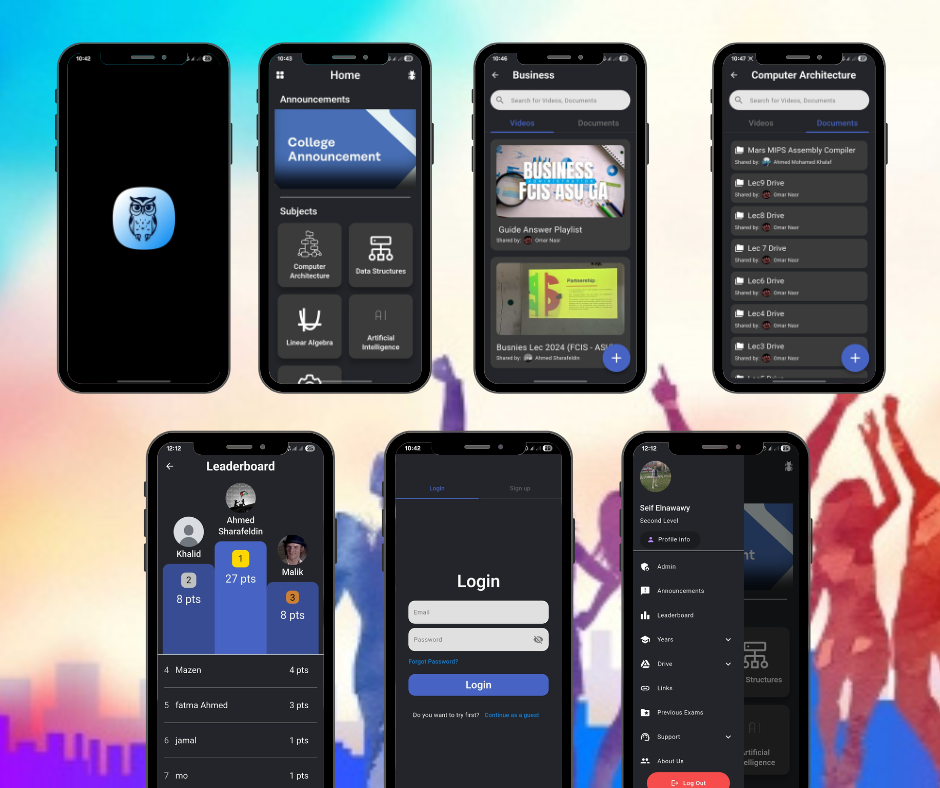 10:42
10:43
Home
Announcements
College
Announcement
Subjects
Computer
Architecture
Data Structures
Linear Algebra
AI
Artificial
Intelligence
10:46
Business
Search for Videos, Documents
Videos
Documents
BUSINESS
ADMINISTRATION
FCIS ASU GA
Guide Answer Playlist
Shared by: Omar Nasr
Partnership
Busnies Lec 2024 (FCIS - ASU
Shared by: Ahmed Sharafeldin
10:47
Computer Architecture
Search for Videos, Documents
Videos
Documents
Mars MIPS Assembly Compiler
Shared by: Ahmed Mohamed Khalaf
Lec9 Drive
Shared by: Omar Nasr
Lec8 Drive
Shared by: Omar Nasr
Lec 7 Drive
Shared by: Omar Nasr
Lec6 Drive
Shared by: Omar Nasr
Lec4 Drive
Shared by: Omar Nasr
Lec3 Drive
Shared by: Omar Nasr
12:12
Leaderboard
Ahmed
Sharafeldin
Khalid
Malik
1
27 pts
2
8 pts
3
8 pts
4 Mazen 4 pts
5 fatma Ahmed 3 pts
6 jamal 1 pts
7 mo 1 pts
10:42
Login
Sign up
Login
Email
Password
Forgot Password?
Login
Do you want to try first? Continue as a guest
12:12
Seif Elnawawy
Second Level
Profile Info
Admin
Announcements
Leaderboard
Years
Drive
Links
Previous Exams
Support
About Us
Log Out
nt
Structures
AI
rtificial
elligence